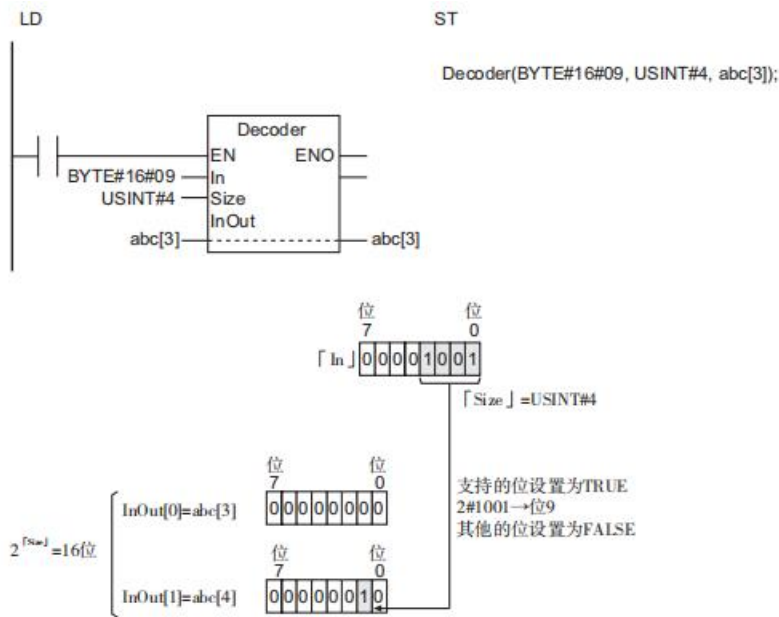 LD
ST
Decoder(BYTE#16#09, USINT#4, abc[3]);
Decoder
EN ENO
BYTE#16#09 In
USINT#4 Size
InOut
abc[3] abc[3]
位 位
7 0
「In」 0 0 0 0 1 0 0 1
「Size」=USINT#4
位 位
7 0
InOut[0]=abc[3] 0 0 0 0 0 0 0 0
支持的位设置为TRUE
2#1001→位9
其他的位设置为FALSE
2「Size」=16位
位 位
7 0
InOut[1]=abc[4] 0 0 0 0 0 0 1 0